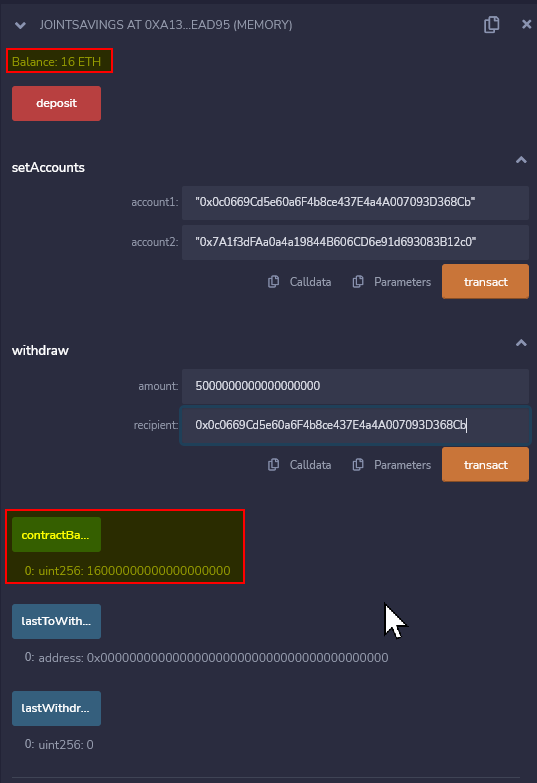 JOINTSAVINGS AT 0XA13...EAD95 (MEMORY)
Balance: 16 ETH
deposit
setAccounts
account1: "0x0c0669Cd5e60a6F4b8ce437E4a4A007093D368Cb"
account2: "0x7A1f3dFAa0a4a19844B606CD6e91d693083B12c0"
Calldata Parameters transact
withdraw
amount: 5000000000000000000
recipient: 0x0c0669Cd5e60a6F4b8ce437E4a4A007093D368Cb
Calldata Parameters transact
contractBa...
0: uint256: 16000000000000000000
lastToWith...
0: address: 0x0000000000000000000000000000000000000000
lastWithdr...
0: uint256: 0